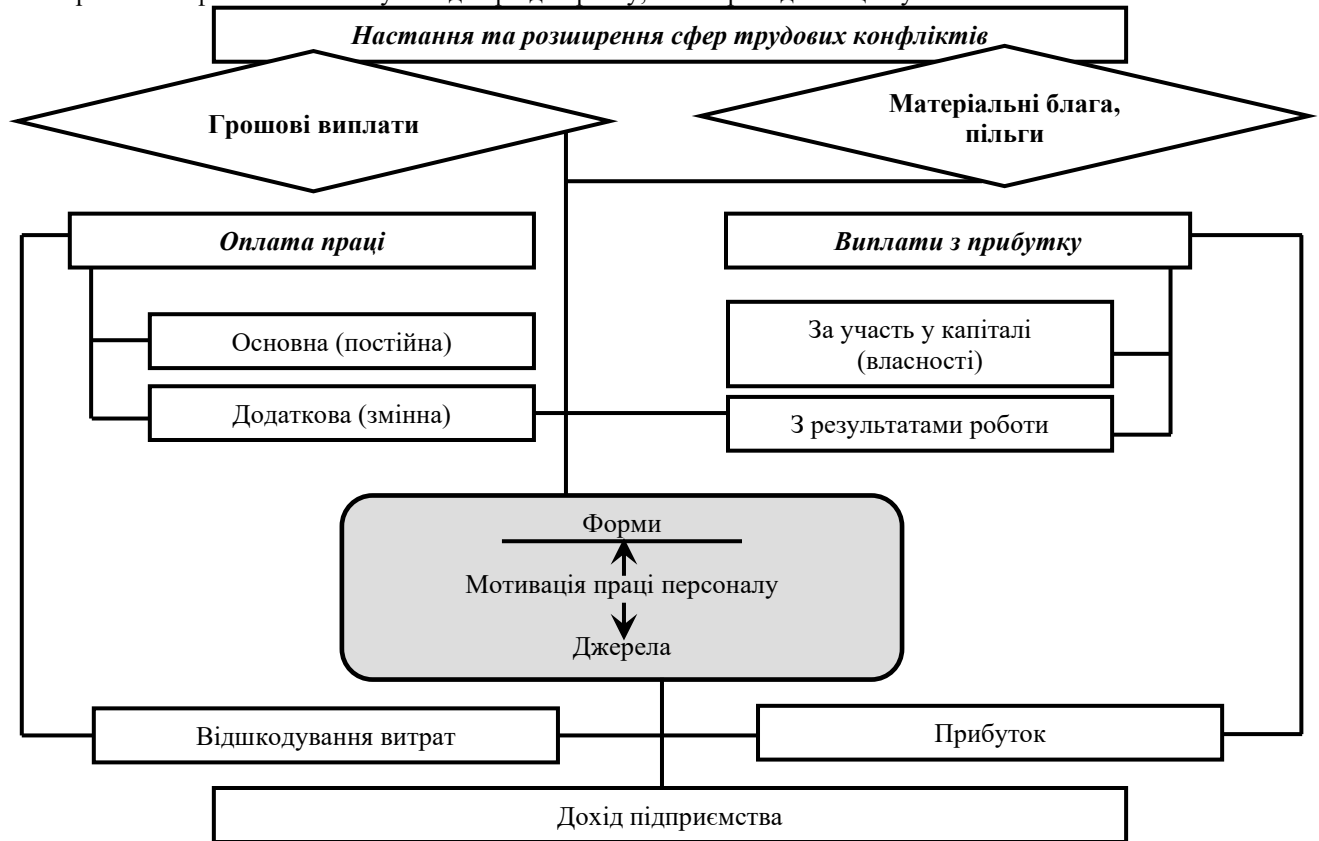 Настання та розширення сфер трудових конфліктів
Грошові виплати
Матеріальні блага,
пільги
Оплата праці
Виплати з прибутку
Основна (постійна)
За участь у капіталі
(власності)
Додаткова (змінна)
З результатами роботи
Форми
Мотивація праці персоналу
Джерела
Відшкодування витрат
Прибуток
Дохід підприємства